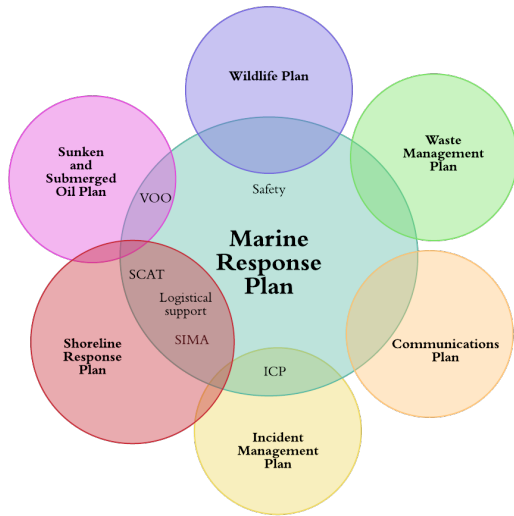 Wildlife Plan
Sunken
and
Submerged
Oil Plan
Waste
Management
Plan
VOO
Safety
Marine
Response
Plan
SCAT
Logistical
support
SIMA
Shoreline
Response
Plan
Communications
Plan
ICP
Incident
Management
Plan